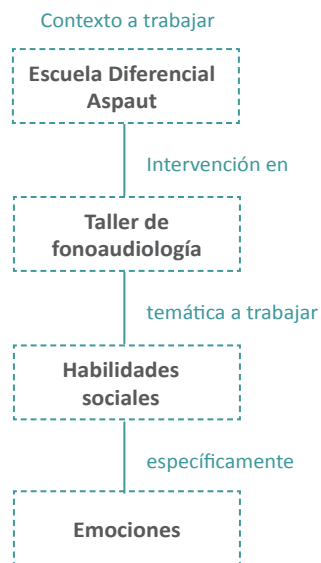 Contexto a trabajar
Escuela Diferencial
Aspaut
Intervención en
Taller de
fonoaudiología
temática a trabajar
Habilidades
sociales
específicamente
Emociones